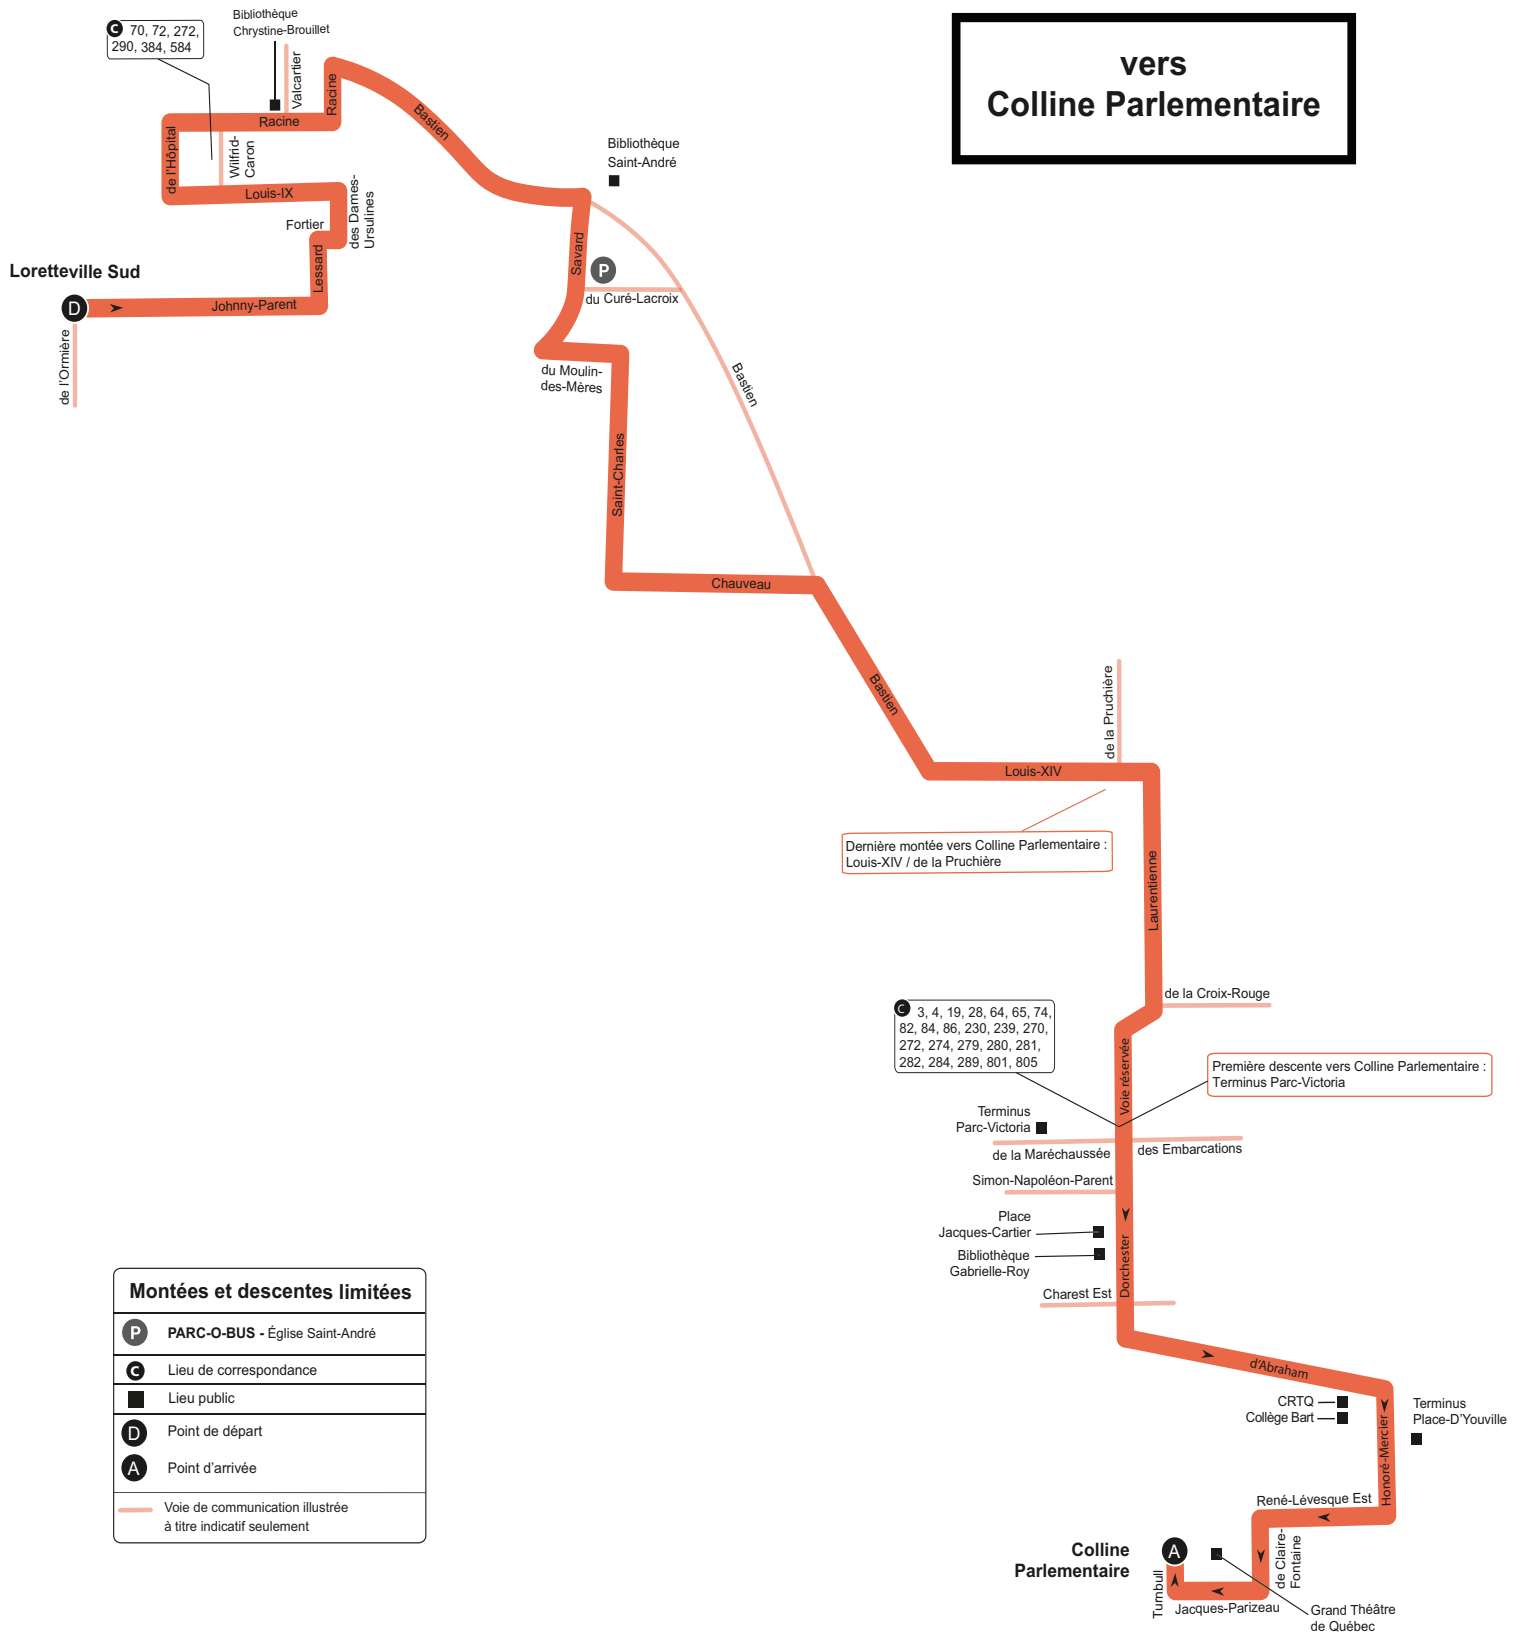 vers
Colline Parlementaire
C 70, 72, 272,
290, 384, 584
Bibliothèque
Chrystine-Brouillet
Valcartier
Racine
Racine
Bastien
de l'Hôpital
Wilfrid-
Caron
Louis-IX
des Dames-
Ursulines
Fortier
Lessard
Loretteville Sud
D
Johnny-Parent
de l'Ormière
Bibliothèque
Saint-André
Savard
P
du Curé-Lacroix
du Moulin-
des-Mères
Bastien
Saint-Charles
Chauveau
Bastien
de la Pruchière
Louis-XIV
Dernière montée vers Colline Parlementaire :
Louis-XIV / de la Pruchière
Laurentienne
de la Croix-Rouge
C 3, 4, 19, 28, 64, 65, 74,
82, 84, 86, 230, 239, 270,
272, 274, 279, 280, 281,
282, 284, 289, 801, 805
Voie réservée
Première descente vers Colline Parlementaire :
Terminus Parc-Victoria
Terminus
Parc-Victoria
de la Maréchaussée
des Embarcations
Simon-Napoléon-Parent
Place
Jacques-Cartier
Bibliothèque
Gabrielle-Roy
Dorchester
Charest Est
d'Abraham
CRTQ
Collège Bart
Terminus
Place-D'Youville
Honoré-Mercier
René-Lévesque Est
de Claire-
Fontaine
Colline
Parlementaire
A
Turnbull
Jacques-Parizeau
Grand Théâtre
de Québec
Montées et descentes limitées
P PARC-O-BUS - Église Saint-André
C Lieu de correspondance
Lieu public
D Point de départ
A Point d'arrivée
Voie de communication illustrée
à titre indicatif seulement